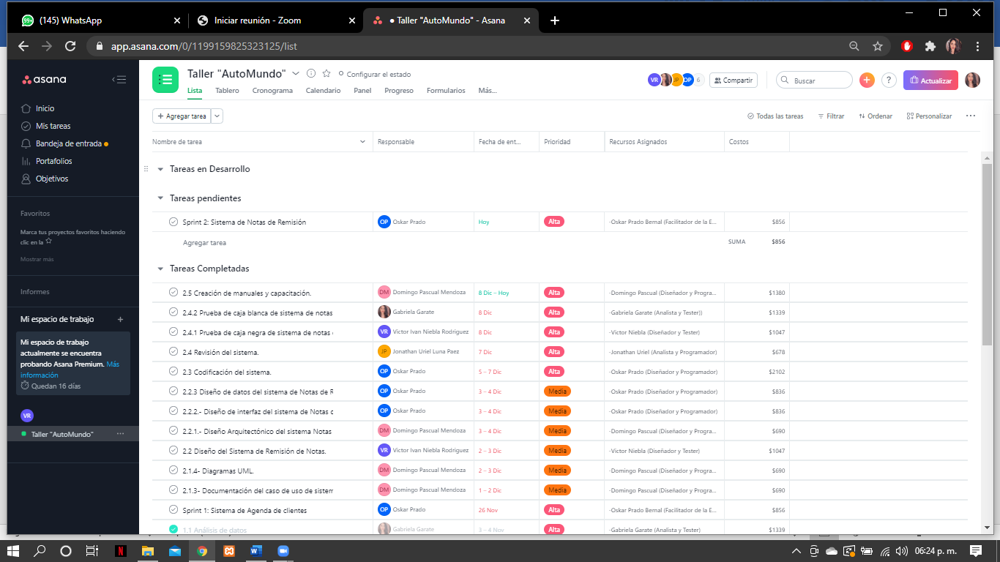 99+ (145) WhatsApp
Iniciar reunión - Zoom
● Taller "AutoMundo" - Asana
app.asana.com/0/1199159825323125/list
asana
Inicio
Mis tareas
Bandeja de entrada
Portafolios
Objetivos
Favoritos
Marca tus proyectos favoritos haciendo
clic en la
Mostrar más
Informes
Mi espacio de trabajo +
Mi espacio de trabajo
actualmente se encuentra
probando Asana Premium. Más
información
Quedan 16 días
VR
Taller "AutoMundo" ...
Taller "AutoMundo"
Configurar el estado
Lista Tablero Cronograma Calendario Panel Progreso Formularios Más...
VR JP OP 6
Compartir
Buscar
+ ?
Actualizar
+ Agregar tarea
Todas las tareas Filtrar Ordenar Personalizar ...
Nombre de tarea Responsable Fecha de ent... Prioridad Recursos Asignados Costos
Tareas en Desarrollo
Tareas pendientes
Sprint 2: Sistema de Notas de Remisión OP Oskar Prado Hoy Alta -Oskar Prado Bernal (Facilitador de la E... $856
Agregar tarea SUMA $856
Tareas Completadas
2.5 Creación de manuales y capacitación. DM Domingo Pascual Mendoza 8 Dic – Hoy Alta -Domingo Pascual (Diseñador y Progra... $1380
2.4.2 Prueba de caja blanca de sistema de notas Gabriela Garate 8 Dic Alta -Gabriela Garate (Analista y Tester)) $1339
2.4.1 Prueba de caja negra de sistema de notas VR Victor Ivan Niebla Rodriguez 8 Dic Alta -Victor Niebla (Diseñador y Tester) $1047
2.4 Revisión del sistema. JP Jonathan Uriel Luna Paez 7 Dic Alta -Jonathan Uriel (Analista y Programador) $678
2.3 Codificación del sistema. OP Oskar Prado 5 – 7 Dic Alta -Oskar Prado (Diseñador y Programador) $2102
2.2.3 Diseño de datos del sistema de Notas de R OP Oskar Prado 3 – 4 Dic Media -Oskar Prado (Diseñador y Programador) $836
2.2.2.- Diseño de interfaz del sistema de Notas OP Oskar Prado 3 – 4 Dic Media -Oskar Prado (Diseñador y Programador) $836
2.2.1.- Diseño Arquitectónico del sistema Notas DM Domingo Pascual Mendoza 3 – 4 Dic Media -Domingo Pascual (Diseñador y Progra... $690
2.2 Diseño del Sistema de Remisión de Notas. VR Victor Ivan Niebla Rodriguez 2 – 3 Dic Media -Victor Niebla (Diseñador y Tester) $1047
2.1.4- Diagramas UML. DM Domingo Pascual Mendoza 2 – 3 Dic Media -Domingo Pascual (Diseñador y Progra... $690
2.1.3- Documentación del caso de uso de sistem DM Domingo Pascual Mendoza 1 – 2 Dic Media -Domingo Pascual (Diseñador y Progra... $690
Sprint 1: Sistema de Agenda de clientes OP Oskar Prado 26 Nov Alta -Oskar Prado Bernal (Facilitador de la E... $856
1.1 Análisis de datos Gabriela Garate 3 – 4 Nov Alta -Gabriela Garate (Analista y Tester) $1339
06:24 p. m.